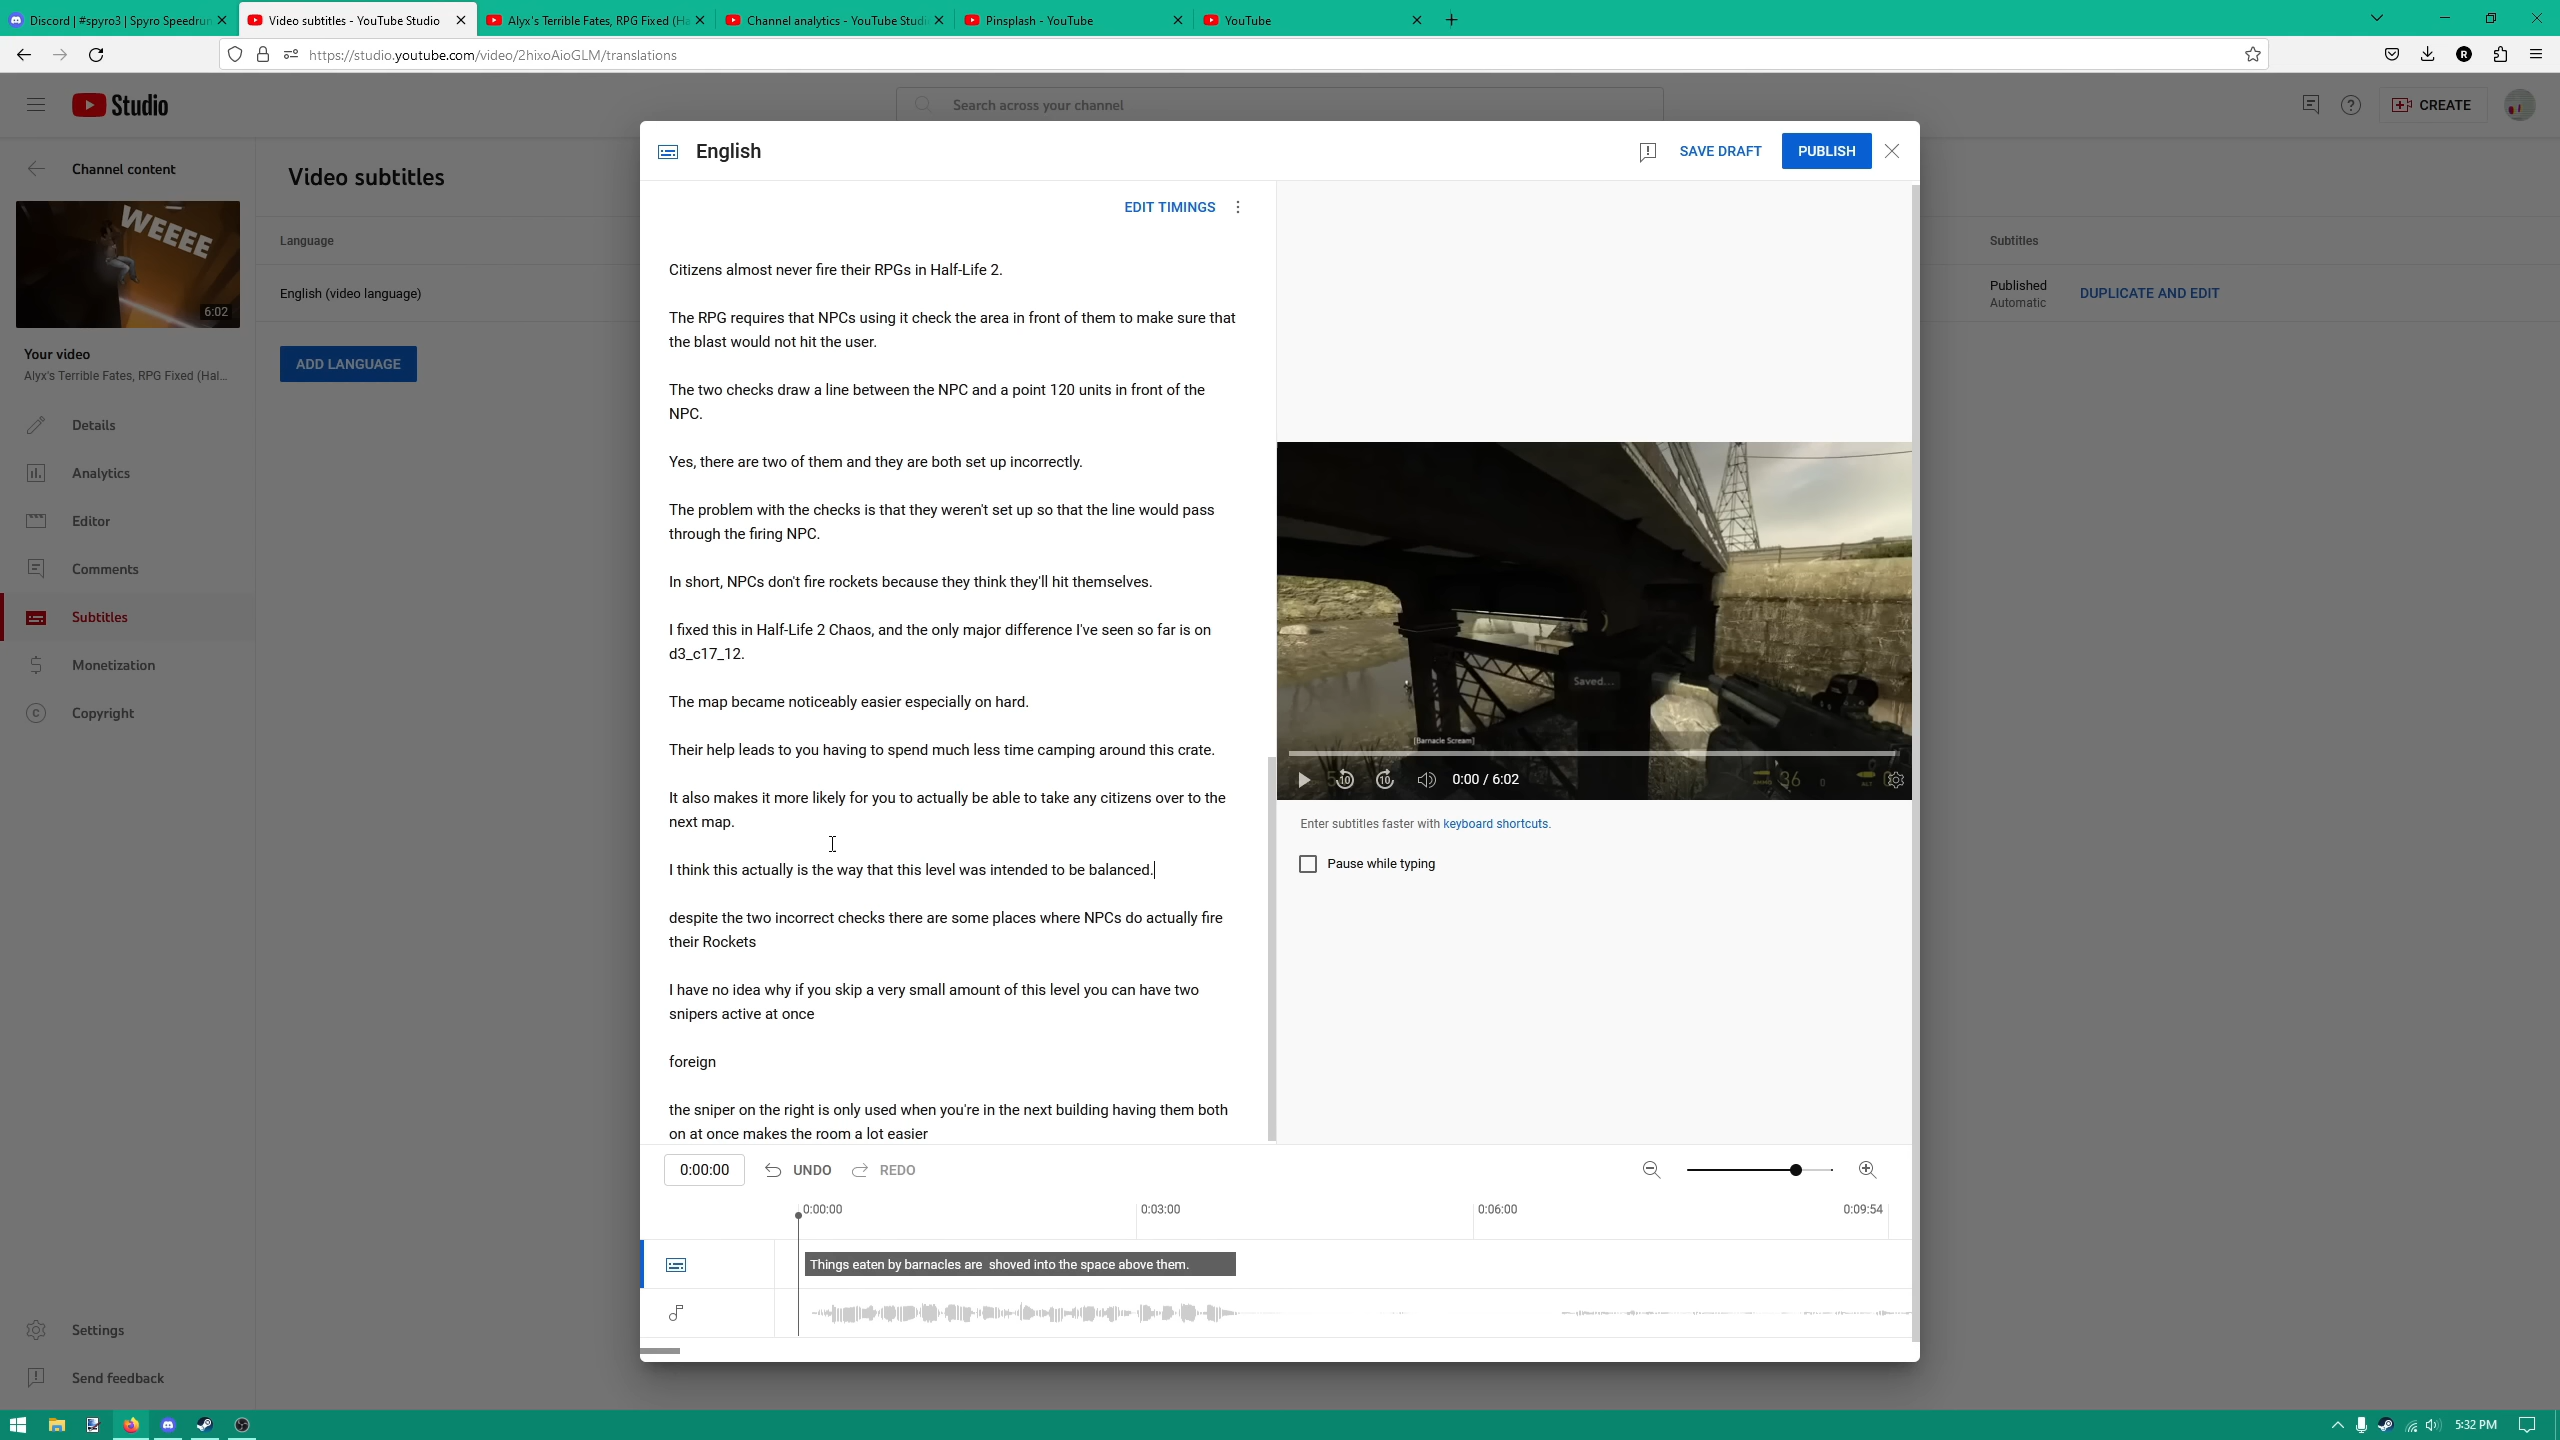 Discord | #spyro3 | Spyro Speedrun
Video subtitles - YouTube Studio
Alyx's Terrible Fates, RPG Fixed (Ha
Channel analytics - YouTube Studi
Pinsplash - YouTube
YouTube
https://studio.youtube.com/video/2hixoAioGLM/translations
R
Studio
Search across your channel
CREATE
Channel content
WEEEE
6:02
Your video
Alyx's Terrible Fates, RPG Fixed (Hal...
Details
Analytics
Editor
Comments
Subtitles
Monetization
Copyright
Settings
Send feedback
Video subtitles
Language
English (video language)
ADD LANGUAGE
Subtitles
Published
Automatic
DUPLICATE AND EDIT
English
SAVE DRAFT
PUBLISH
EDIT TIMINGS
Citizens almost never fire their RPGs in Half-Life 2.
The RPG requires that NPCs using it check the area in front of them to make sure that
the blast would not hit the user.
The two checks draw a line between the NPC and a point 120 units in front of the
NPC.
Yes, there are two of them and they are both set up incorrectly.
The problem with the checks is that they weren't set up so that the line would pass
through the firing NPC.
In short, NPCs don't fire rockets because they think they'll hit themselves.
I fixed this in Half-Life 2 Chaos, and the only major difference I've seen so far is on
d3_c17_12.
The map became noticeably easier especially on hard.
Their help leads to you having to spend much less time camping around this crate.
It also makes it more likely for you to actually be able to take any citizens over to the
next map.
I think this actually is the way that this level was intended to be balanced.
despite the two incorrect checks there are some places where NPCs do actually fire
their Rockets
I have no idea why if you skip a very small amount of this level you can have two
snipers active at once
foreign
the sniper on the right is only used when you're in the next building having them both
on at once makes the room a lot easier
Saved...
[Barnacle Scream]
10
10
0:00 / 6:02
36
0
Enter subtitles faster with keyboard shortcuts.
Pause while typing
0:00:00
UNDO
REDO
0:00:00
0:03:00
0:06:00
0:09:54
Things eaten by barnacles are  shoved into the space above them.
5:32 PM